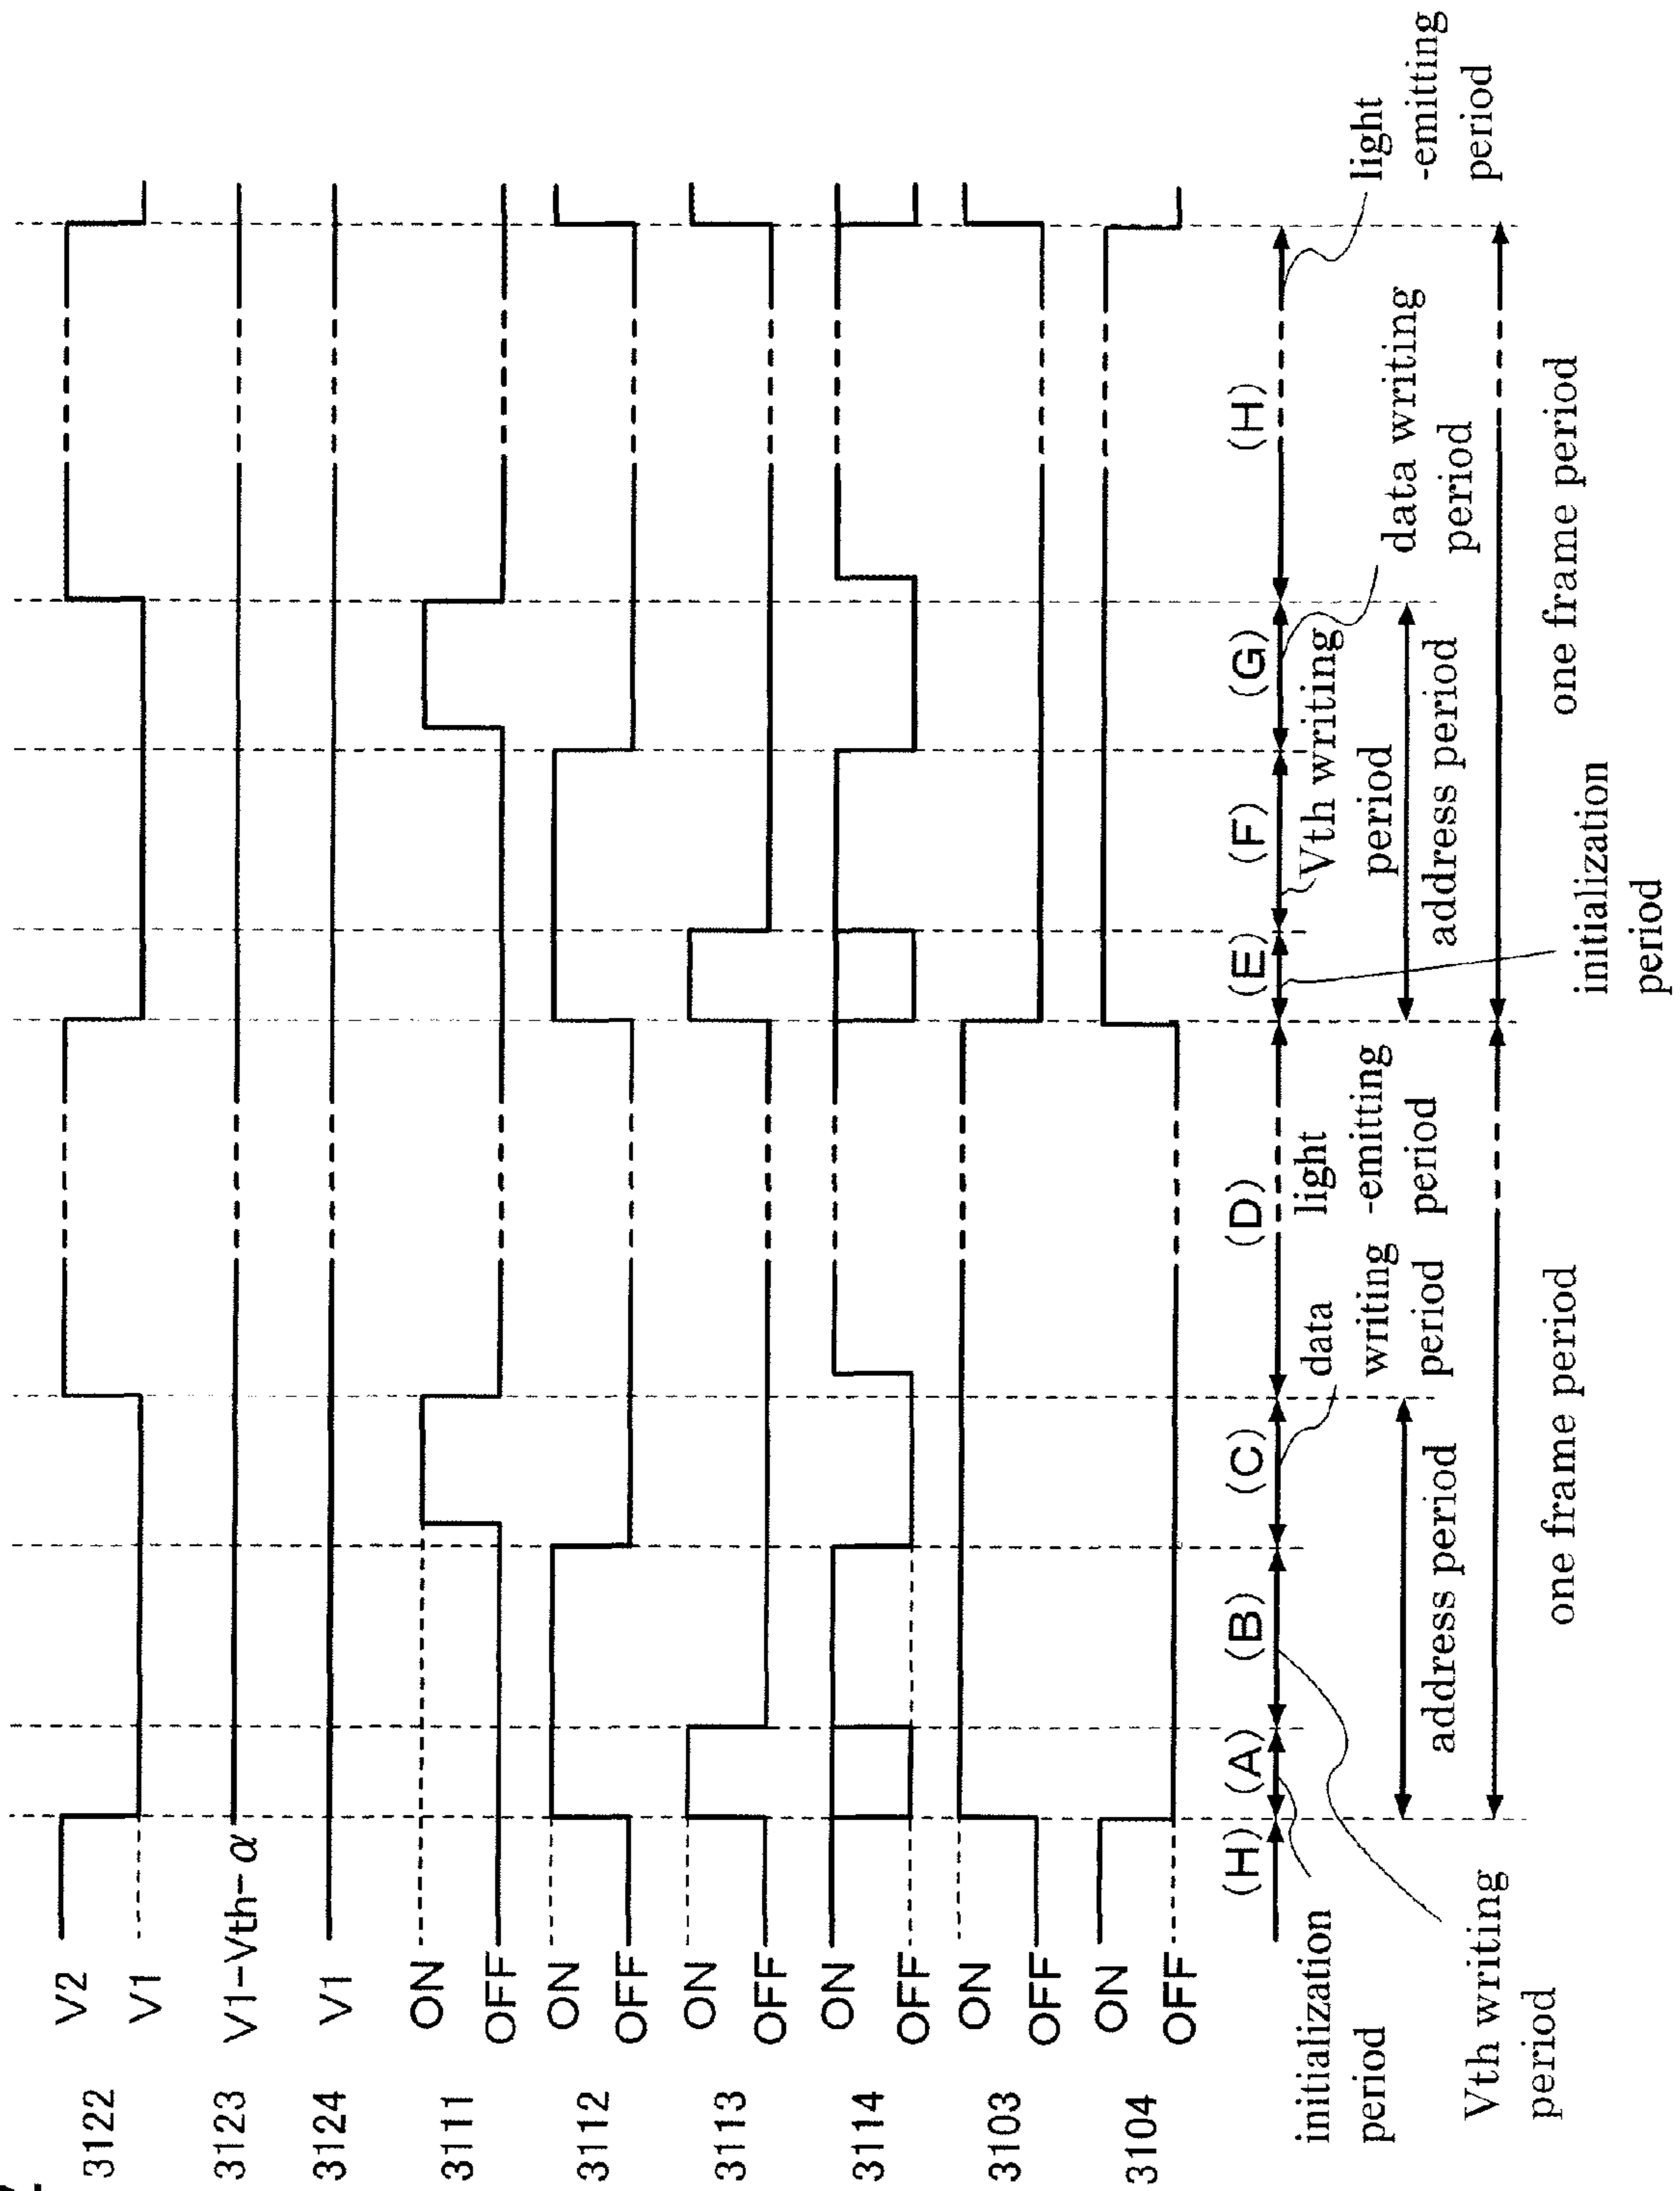 3122 V2
V1
3123 V1-Vth-α
3124 V1
3111 ON
OFF
3112 ON
OFF
3113 ON
OFF
3114 ON
OFF
3103 ON
OFF
3104 ON
OFF
(H) (A) (B) (C) (D) (E) (F) (G) (H)
initialization
period
Vth writing
period
data
writing
period
light
-emitting
period
initialization
period
Vth writing
period
data writing
period
light
-emitting
period
address period
address period
one frame period
one frame period